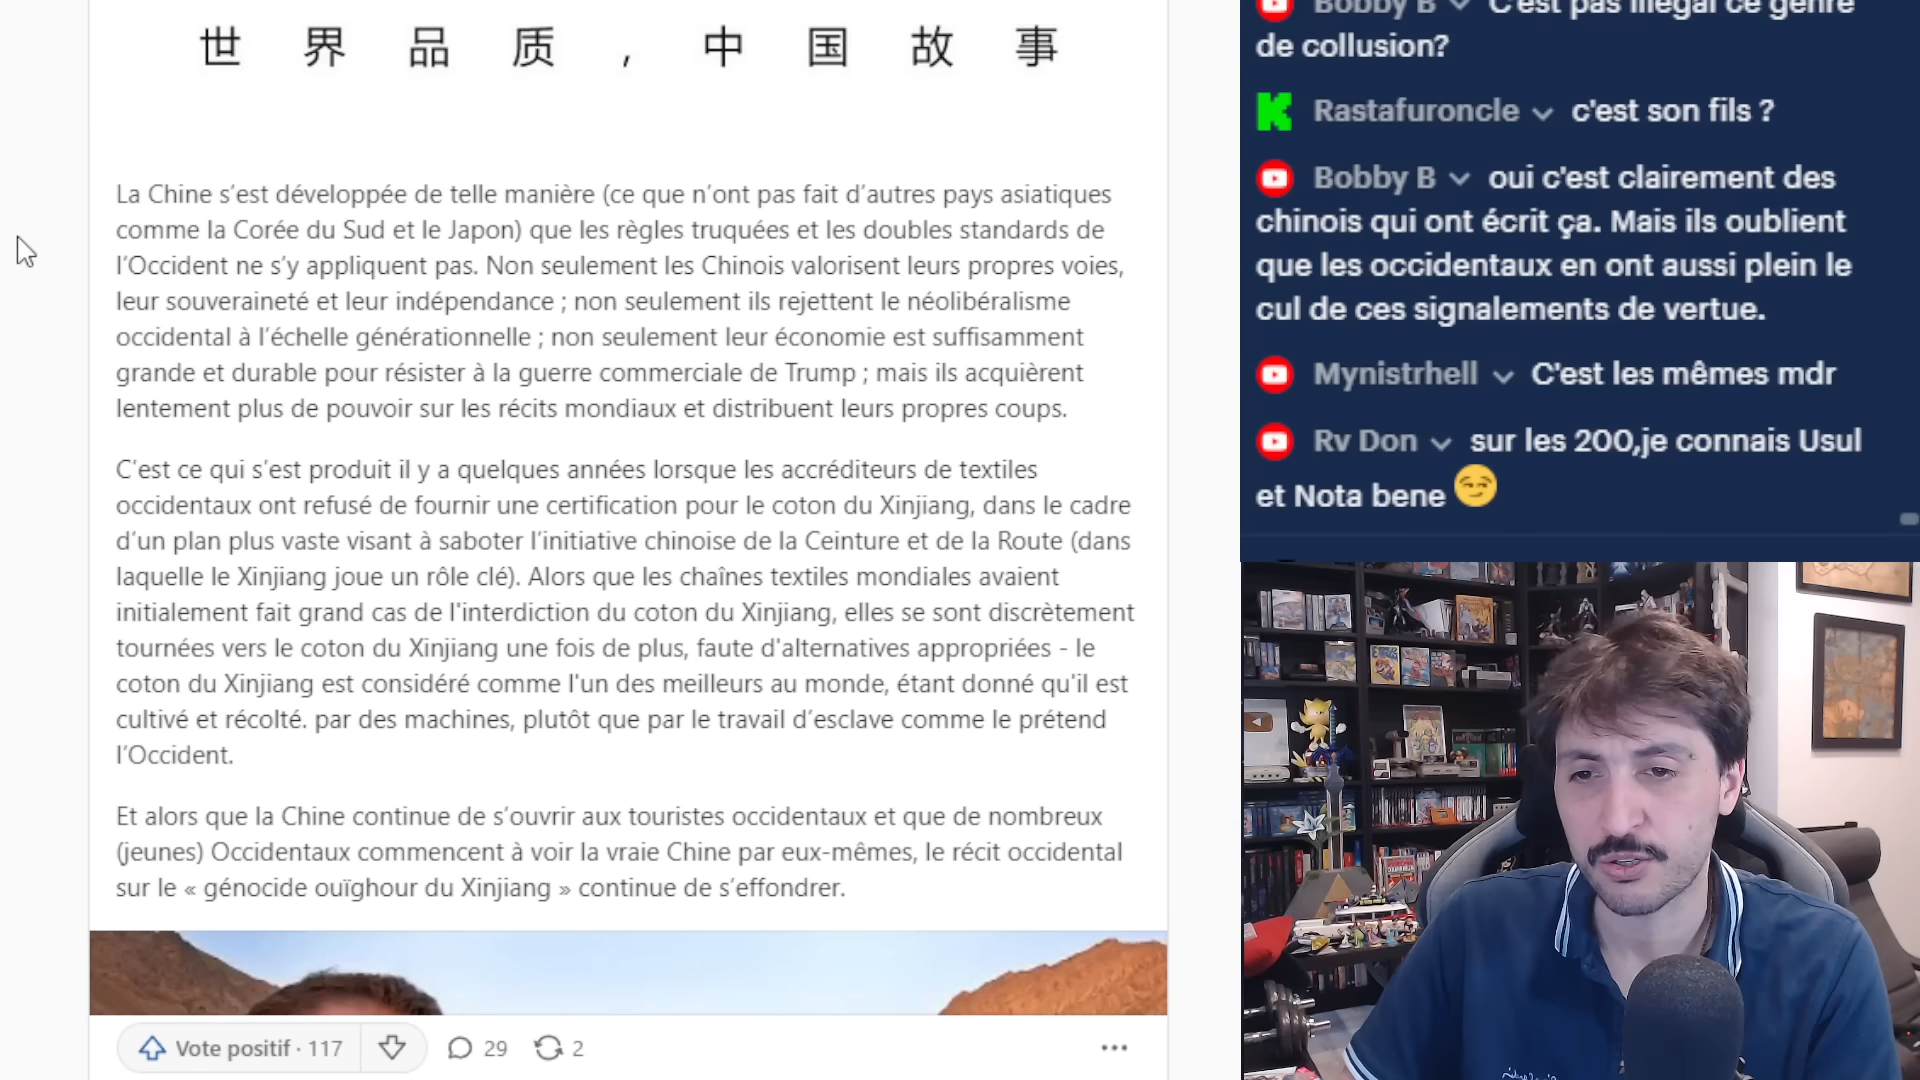 世界品质，中国故事
La Chine s’est développée de telle manière (ce que n’ont pas fait d’autres pays asiatiques
comme la Corée du Sud et le Japon) que les règles truquées et les doubles standards de
l’Occident ne s’y appliquent pas. Non seulement les Chinois valorisent leurs propres voies,
leur souveraineté et leur indépendance ; non seulement ils rejettent le néolibéralisme
occidental à l’échelle générationnelle ; non seulement leur économie est suffisamment
grande et durable pour résister à la guerre commerciale de Trump ; mais ils acquièrent
lentement plus de pouvoir sur les récits mondiaux et distribuent leurs propres coups.
C’est ce qui s’est produit il y a quelques années lorsque les accréditeurs de textiles
occidentaux ont refusé de fournir une certification pour le coton du Xinjiang, dans le cadre
d’un plan plus vaste visant à saboter l’initiative chinoise de la Ceinture et de la Route (dans
laquelle le Xinjiang joue un rôle clé). Alors que les chaînes textiles mondiales avaient
initialement fait grand cas de l'interdiction du coton du Xinjiang, elles se sont discrètement
tournées vers le coton du Xinjiang une fois de plus, faute d'alternatives appropriées - le
coton du Xinjiang est considéré comme l'un des meilleurs au monde, étant donné qu'il est
cultivé et récolté. par des machines, plutôt que par le travail d’esclave comme le prétend
l’Occident.
Et alors que la Chine continue de s’ouvrir aux touristes occidentaux et que de nombreux
(jeunes) Occidentaux commencent à voir la vraie Chine par eux-mêmes, le récit occidental
sur le « génocide ouïghour du Xinjiang » continue de s’effondrer.
Vote positif · 117
29
2
Bobby B C'est pas illégal ce genre
de collusion?
Rastafuroncle c'est son fils ?
Bobby B oui c'est clairement des
chinois qui ont écrit ça. Mais ils oublient
que les occidentaux en ont aussi plein le
cul de ces signalements de vertue.
Mynistrhell C'est les mêmes mdr
Rv Don sur les 200,je connais Usul
et Nota bene 😏